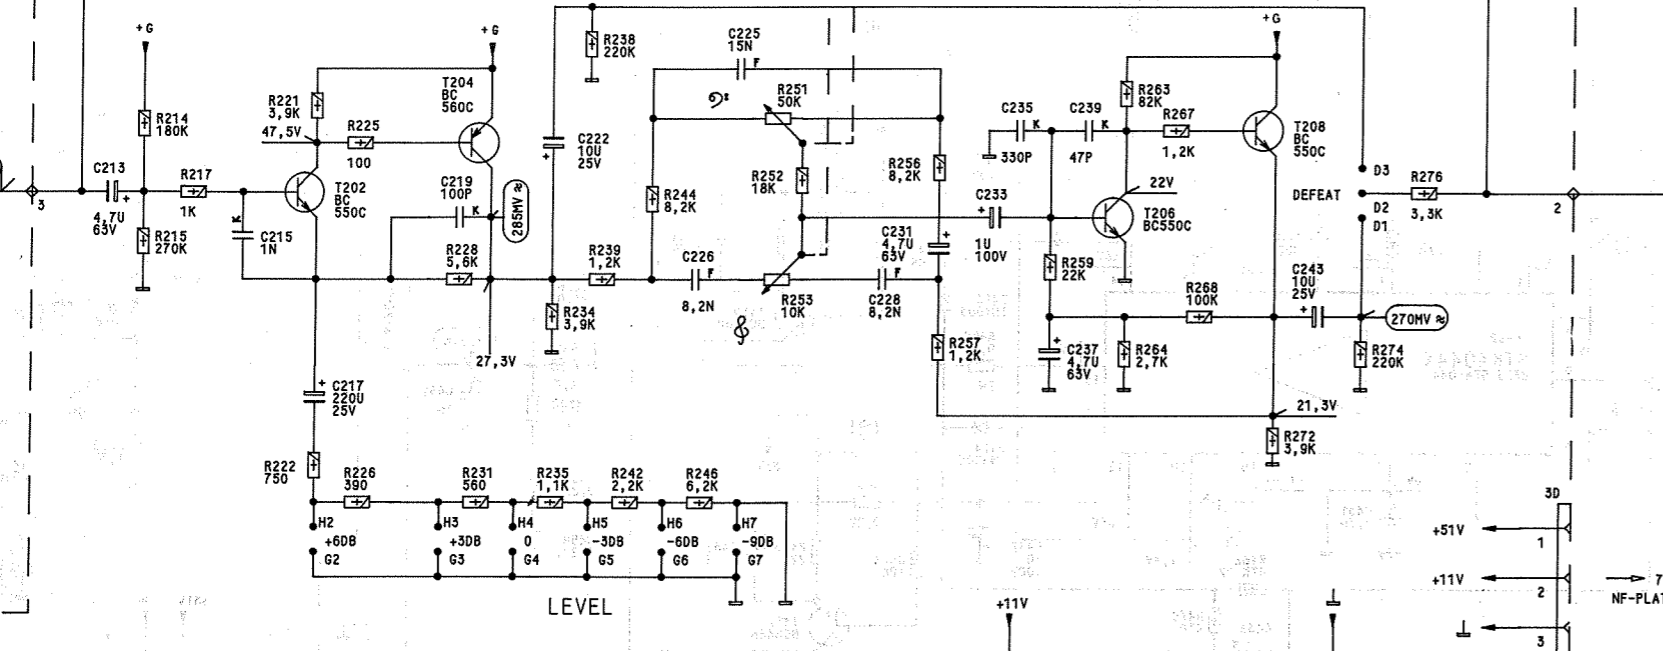 +G
R214
180K
C213
4,7U
63V
3
R215
270K
R217
1K
K
C215
1N
R221
3,9K
47,5V
R225
100
T202
BC
550C
+G
T204
BC
560C
C219
100P
K
285MV ≈
R228
5,6K
27,3V
C222
10U
25V
R238
220K
R239
1,2K
R234
3,9K
C225
15N
F
R251
50K
R244
8,2K
R252
18K
C226
F
8,2N
R253
10K
R256
8,2K
C231
4,7U
63V
F
C228
8,2N
R257
1,2K
C235
K
330P
C239
K
47P
C233
1U
100V
R263
82K
R267
1,2K
+G
T208
BC
550C
22V
T206
BC550C
R259
22K
R268
100K
C237
4,7U
63V
R264
2,7K
C243
10U
25V
270MV ≈
R274
220K
21,3V
R272
3,9K
D3
DEFEAT
D2
D1
R276
3,3K
2
C217
220U
25V
R222
750
R226
390
R231
560
R235
1,1K
R242
2,2K
R246
6,2K
H2
+6DB
G2
H3
+3DB
G3
H4
0
G4
H5
-3DB
G5
H6
-6DB
G6
H7
-9DB
G7
LEVEL
+11V
3D
+51V
1
+11V
2
3
7
NF-PLAT